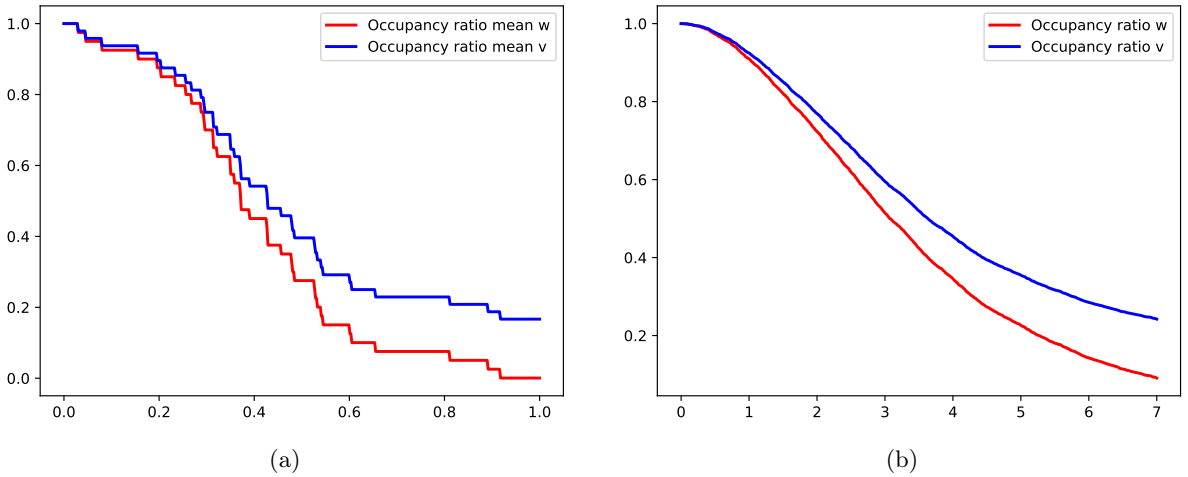 Occupancy ratio mean w
Occupancy ratio mean v
1.0
0.8
0.6
0.4
0.2
0.0
0.0 0.2 0.4 0.6 0.8 1.0
(a)
Occupancy ratio w
Occupancy ratio v
1.0
0.8
0.6
0.4
0.2
0 1 2 3 4 5 6 7
(b)